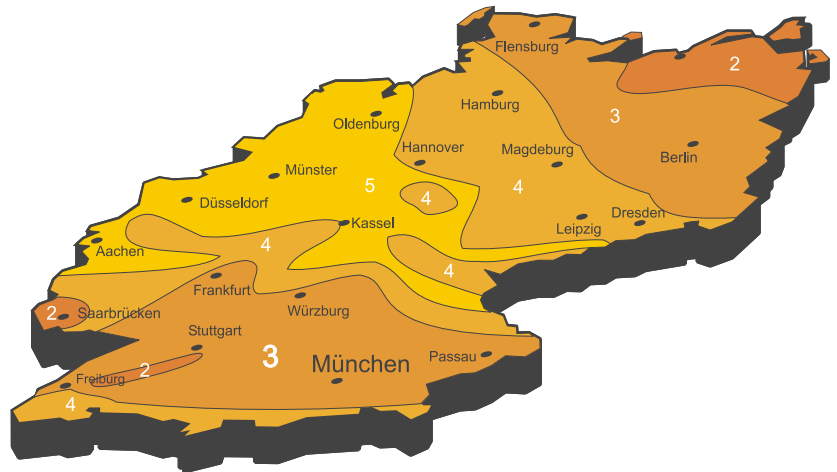 Flensburg
2
Hamburg
Oldenburg
3
Hannover
Magdeburg
Berlin
Münster
5
4
4
Düsseldorf
Kassel
Leipzig
Dresden
Aachen
4
4
Frankfurt
2
Saarbrücken
Würzburg
Stuttgart
3
Passau
2
München
Freiburg
4